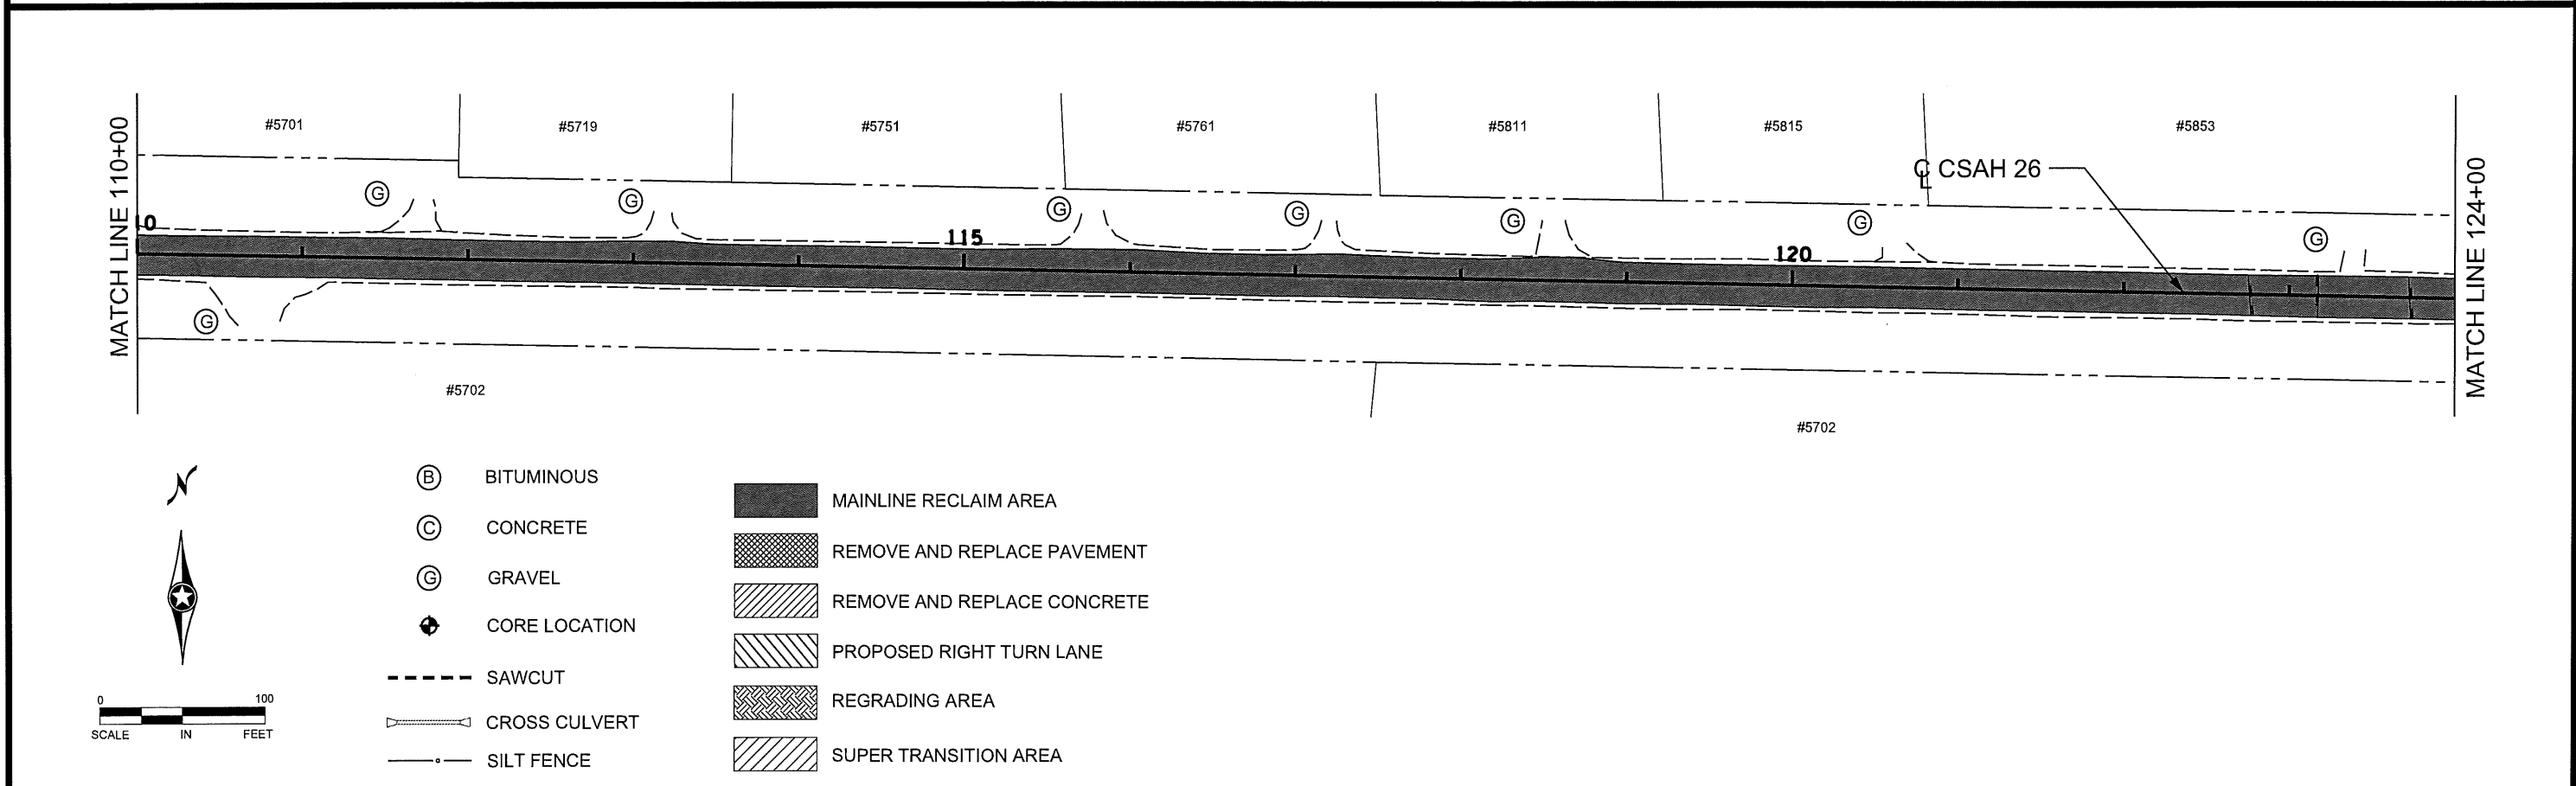 #5701 #5719 #5751 #5761 #5811 #5815 #5853
MATCH LINE 110+00
CL CSAH 26
MATCH LINE 124+00
G G G G G G G
10 115 120
G
#5702
#5702
N
B BITUMINOUS
C CONCRETE
G GRAVEL
CORE LOCATION
SAWCUT
CROSS CULVERT
SILT FENCE
MAINLINE RECLAIM AREA
REMOVE AND REPLACE PAVEMENT
REMOVE AND REPLACE CONCRETE
PROPOSED RIGHT TURN LANE
REGRADING AREA
SUPER TRANSITION AREA
0 100
SCALE IN FEET